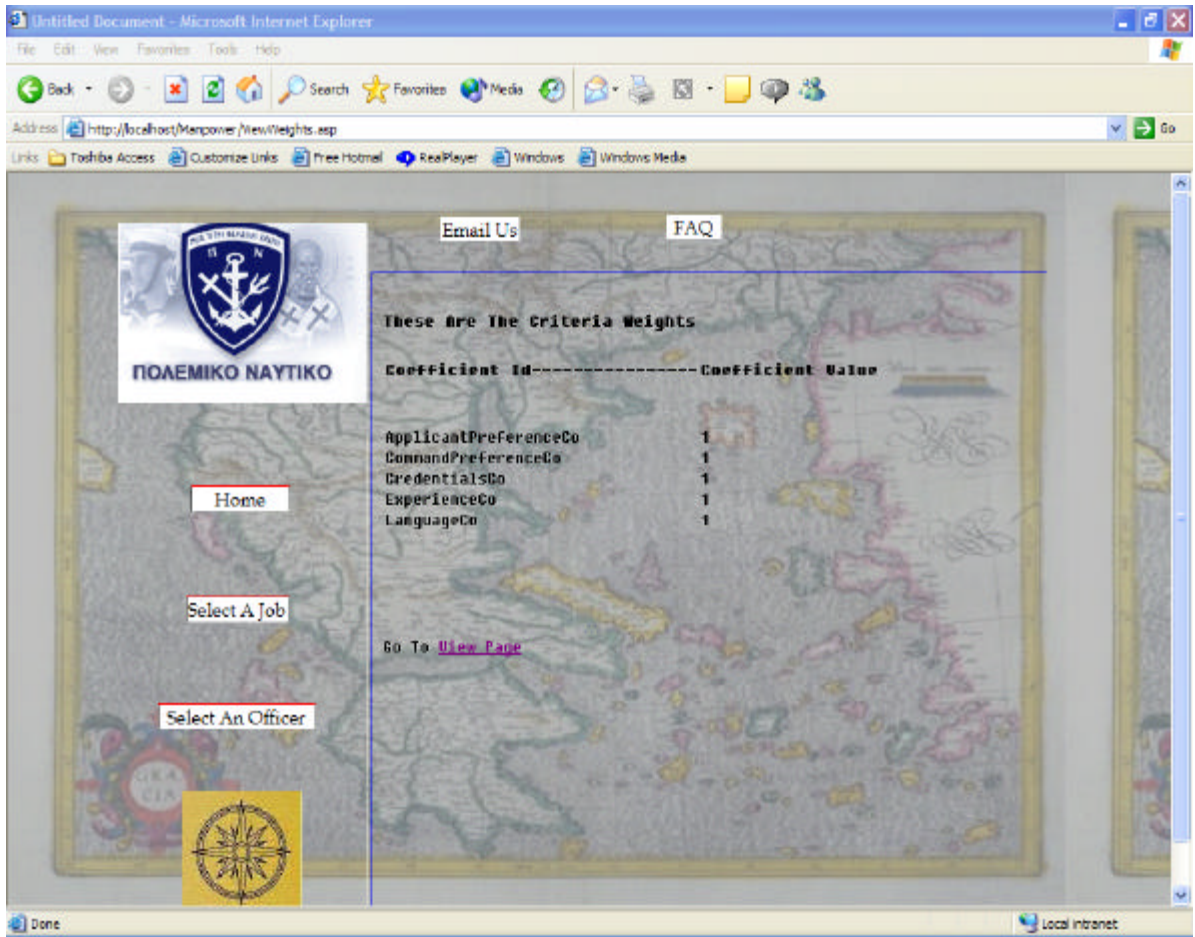 Untitled Document - Microsoft Internet Explorer
File Edit View Favorites Tools Help
Back Search Favorites Media
Address http://localhost/Manpower/ViewWeights.asp Go
Links Toshiba Access Customize Links Free Hotmail RealPlayer Windows Windows Media
Email Us FAQ
Π Ν
ΠΟΛΕΜΙΚΟ ΝΑΥΤΙΚΟ
These Are The Criteria Weights
Coefficient Id----------------Coefficient Value
ApplicantPreferenceCo 1
CommandPreferenceCo 1
CredentialsCo 1
ExperienceCo 1
LanguageCo 1
Home
Select A Job
Go To View Page
Select An Officer
GRÆ
CIA
Done Local intranet